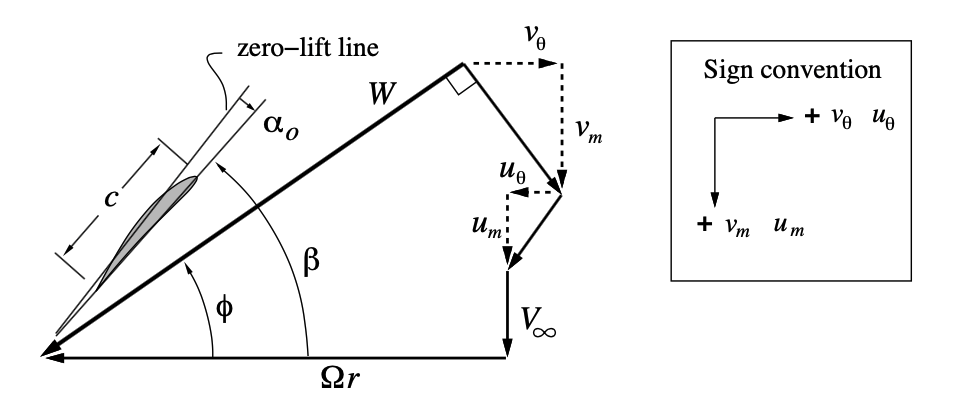 zero−lift line
v_θ
W
α_o
v_m
c
u_θ
u_m
β
ϕ
V_∞
Ωr
Sign convention
+ v_θ u_θ
+ v_m u_m